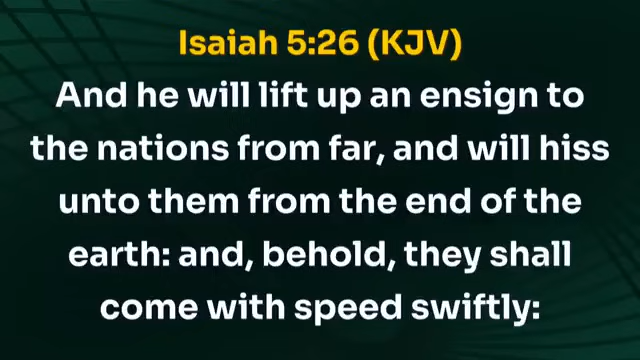 Isaiah 5:26 (KJV)
And he will lift up an ensign to
the nations from far, and will hiss
unto them from the end of the
earth: and, behold, they shall
come with speed swiftly: